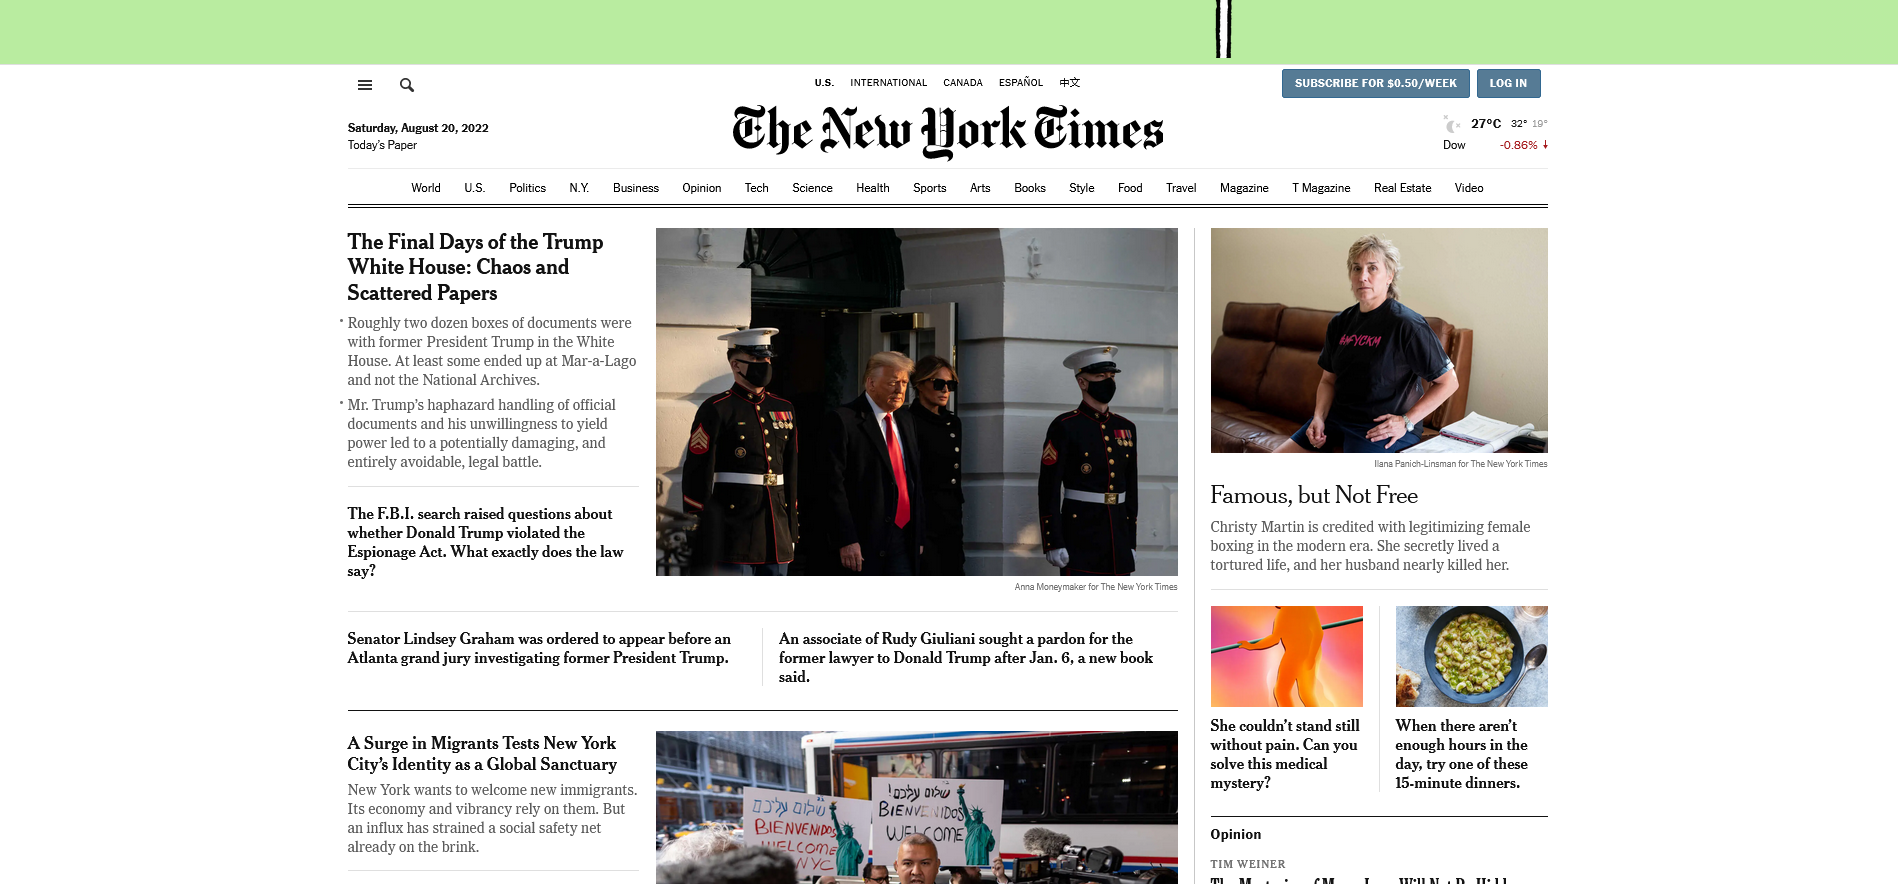 U.S. INTERNATIONAL CANADA ESPAÑOL 中文
SUBSCRIBE FOR $0.50/WEEK LOG IN
Saturday, August 20, 2022
Today's Paper
The New York Times
27°C 32° 19°
Dow -0.86% ↓
World U.S. Politics N.Y. Business Opinion Tech Science Health Sports Arts Books Style Food Travel Magazine T Magazine Real Estate Video
The Final Days of the Trump
White House: Chaos and
Scattered Papers
• Roughly two dozen boxes of documents were
with former President Trump in the White
House. At least some ended up at Mar-a-Lago
and not the National Archives.
• Mr. Trump's haphazard handling of official
documents and his unwillingness to yield
power led to a potentially damaging, and
entirely avoidable, legal battle.
The F.B.I. search raised questions about
whether Donald Trump violated the
Espionage Act. What exactly does the law
say?
Anna Moneymaker for The New York Times
Senator Lindsey Graham was ordered to appear before an
Atlanta grand jury investigating former President Trump.
An associate of Rudy Giuliani sought a pardon for the
former lawyer to Donald Trump after Jan. 6, a new book
said.
A Surge in Migrants Tests New York
City's Identity as a Global Sanctuary
New York wants to welcome new immigrants.
Its economy and vibrancy rely on them. But
an influx has strained a social safety net
already on the brink.
שלום עליכם
BIENVENIDOS
WELCOME
NYC
שלום עליכם!
BIENVENIDOS
WELCOME
Ilana Panich-Linsman for The New York Times
Famous, but Not Free
Christy Martin is credited with legitimizing female
boxing in the modern era. She secretly lived a
tortured life, and her husband nearly killed her.
She couldn't stand still
without pain. Can you
solve this medical
mystery?
When there aren't
enough hours in the
day, try one of these
15-minute dinners.
Opinion
TIM WEINER